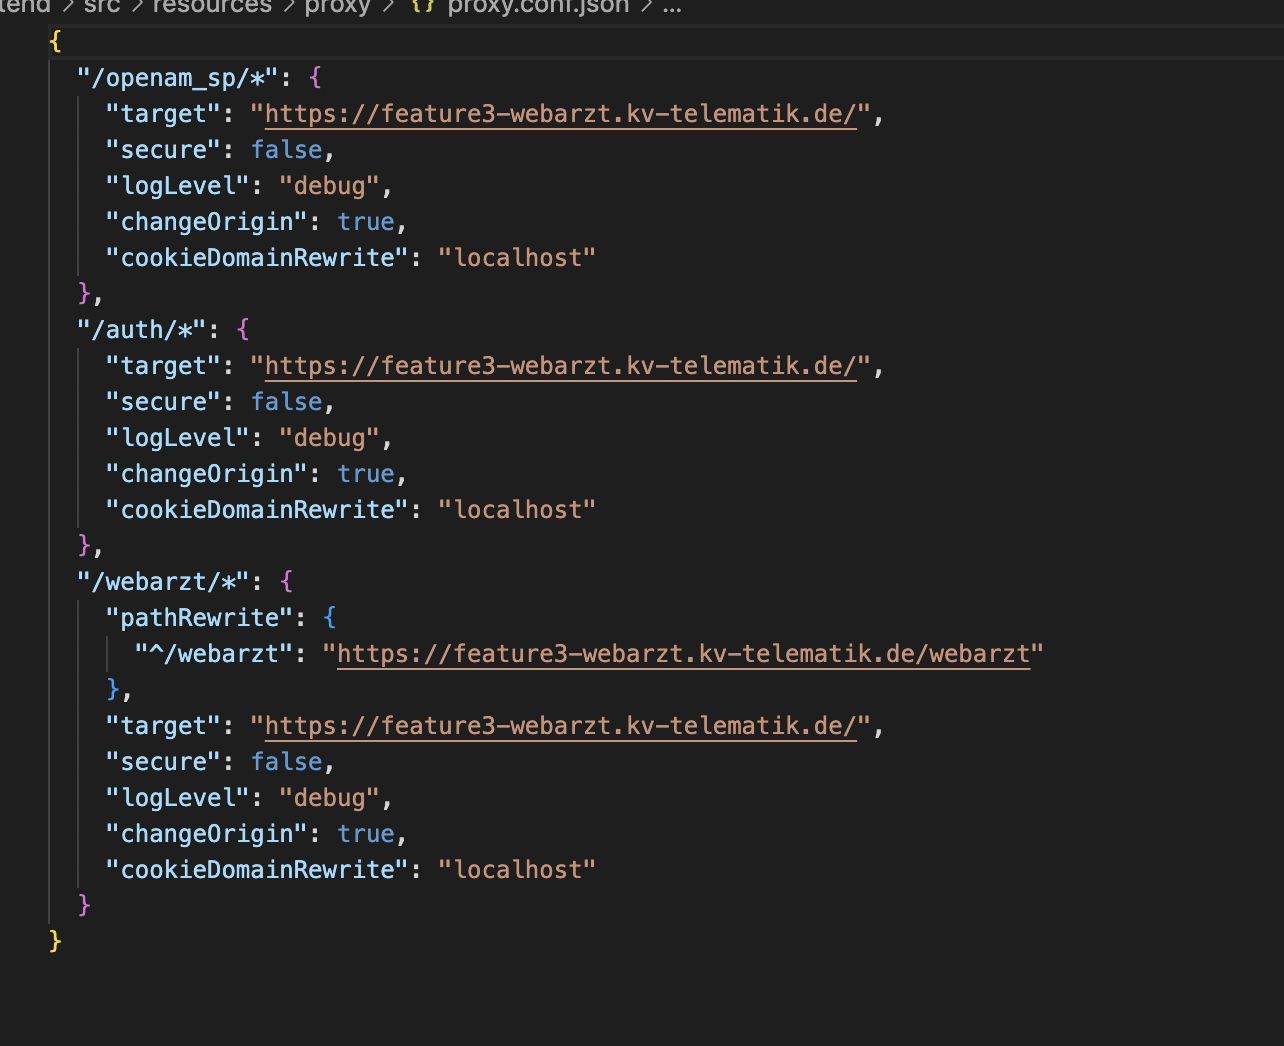 tend > src > resources > proxy > {} proxy.conf.json > ...
{
  "/openam_sp/*": {
    "target": "https://feature3-webarzt.kv-telematik.de/",
    "secure": false,
    "logLevel": "debug",
    "changeOrigin": true,
    "cookieDomainRewrite": "localhost"
  },
  "/auth/*": {
    "target": "https://feature3-webarzt.kv-telematik.de/",
    "secure": false,
    "logLevel": "debug",
    "changeOrigin": true,
    "cookieDomainRewrite": "localhost"
  },
  "/webarzt/*": {
    "pathRewrite": {
      "^/webarzt": "https://feature3-webarzt.kv-telematik.de/webarzt"
    },
    "target": "https://feature3-webarzt.kv-telematik.de/",
    "secure": false,
    "logLevel": "debug",
    "changeOrigin": true,
    "cookieDomainRewrite": "localhost"
  }
}